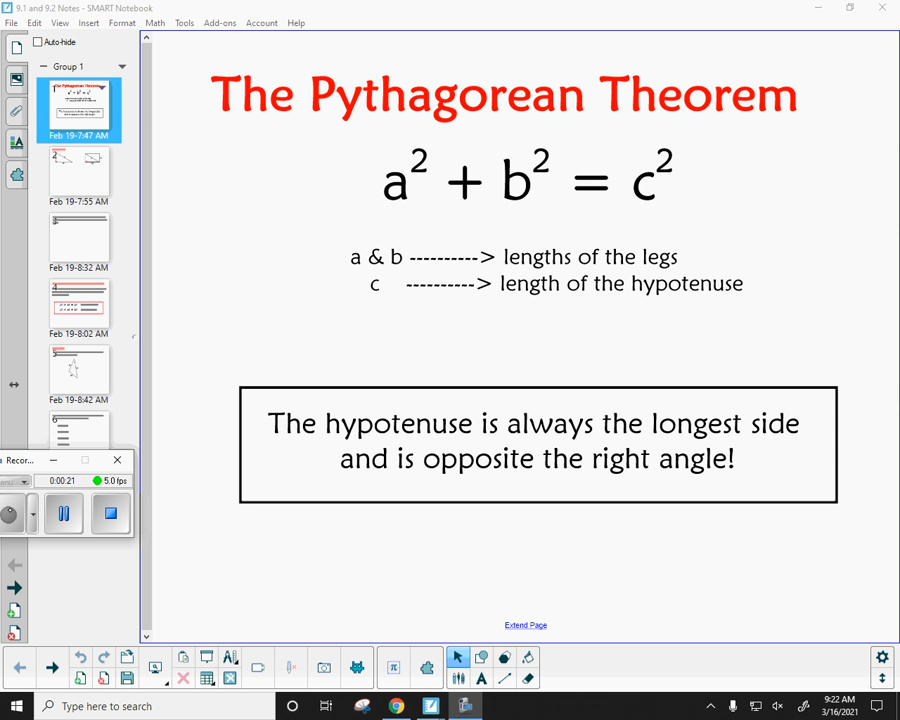 9.1 and 9.2 Notes - SMART Notebook
File Edit View Insert Format Math Tools Add-ons Account Help
Auto-hide
Group 1
Feb 19-7:47 AM
Feb 19-7:55 AM
Feb 19-8:32 AM
Feb 19-8:02 AM
Feb 19-8:42 AM
The Pythagorean Theorem
a² + b² = c²
a & b ----------> lengths of the legs
c ----------> length of the hypotenuse
The hypotenuse is always the longest side
and is opposite the right angle!
Extend Page
Recor...
0:00:21 5.0 fps
Type here to search
9:22 AM
3/16/2021